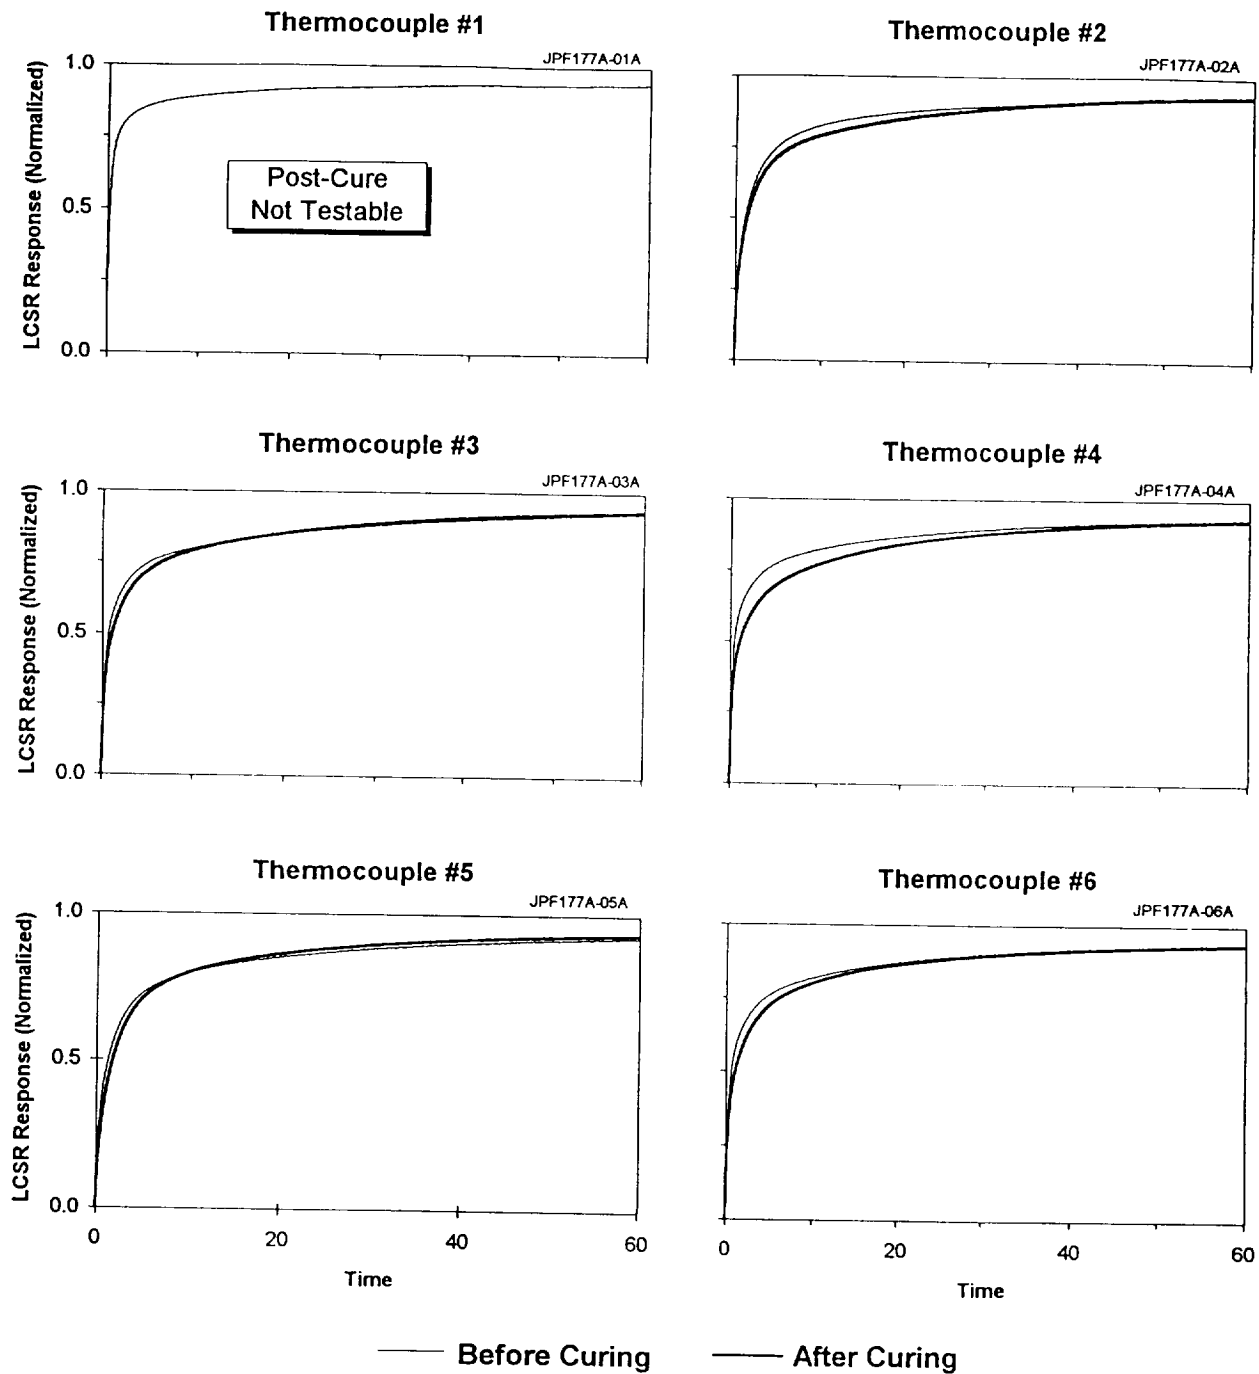 Thermocouple #1
JPF177A-01A
LCSR Response (Normalized)
1.0
0.5
0.0
Post-Cure
Not Testable
Thermocouple #2
JPF177A-02A
Thermocouple #3
JPF177A-03A
LCSR Response (Normalized)
1.0
0.5
0.0
Thermocouple #4
JPF177A-04A
Thermocouple #5
JPF177A-05A
LCSR Response (Normalized)
1.0
0.5
0.0
0 20 40 60
Time
Thermocouple #6
JPF177A-06A
0 20 40 60
Time
Before Curing
After Curing